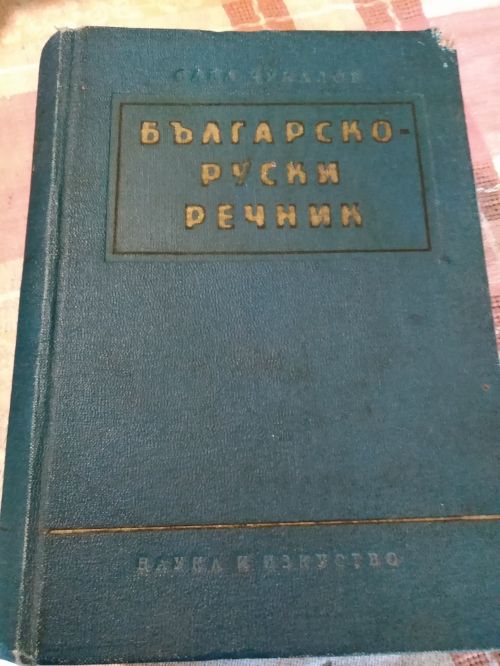 САВА ЧУКАЛОВ
БЪЛГАРСКО-
РУСКИ
РЕЧНИК
НАУКА И ИЗКУСТВО